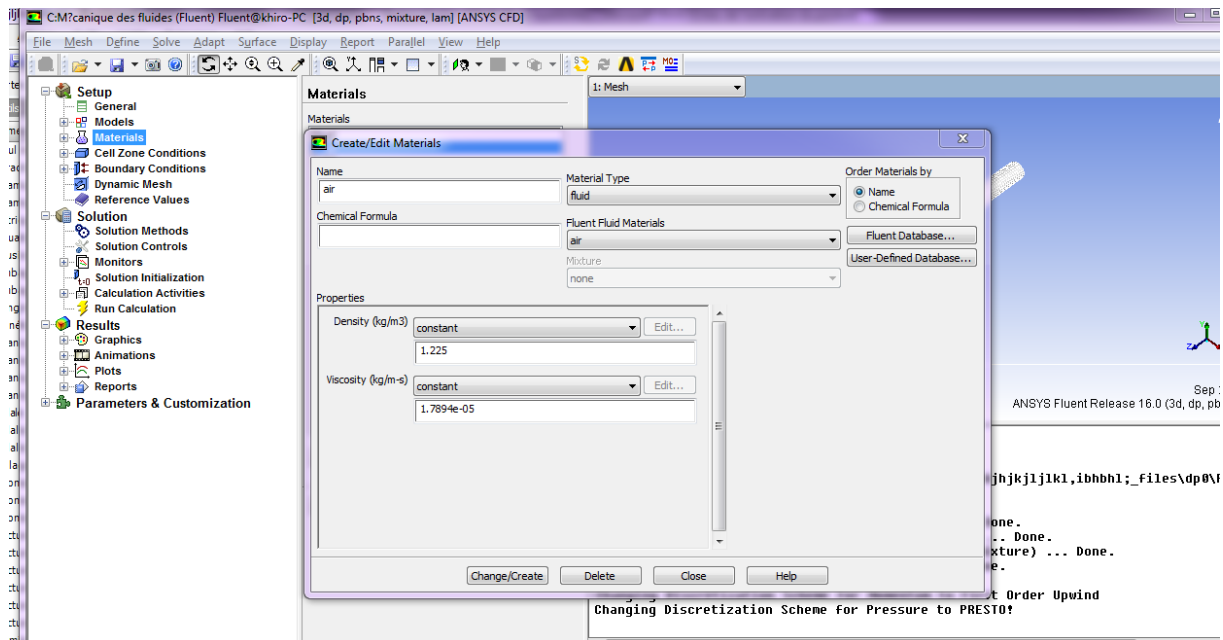 C:M?canique des fluides (Fluent) Fluent@khiro-PC [3d, dp, pbns, mixture, lam] [ANSYS CFD]
File Mesh Define Solve Adapt Surface Display Report Parallel View Help
Setup
General
Models
Materials
Cell Zone Conditions
Boundary Conditions
Dynamic Mesh
Reference Values
Solution
Solution Methods
Solution Controls
Monitors
Solution Initialization
Calculation Activities
Run Calculation
Results
Graphics
Animations
Plots
Reports
Parameters & Customization
Materials
Materials
1: Mesh
Create/Edit Materials
Name
air
Chemical Formula
Material Type
fluid
Fluent Fluid Materials
air
Mixture
none
Order Materials by
Name
Chemical Formula
Fluent Database...
User-Defined Database...
Properties
Density (kg/m3) constant Edit...
1.225
Viscosity (kg/m-s) constant Edit...
1.7894e-05
Change/Create Delete Close Help
Sep
ANSYS Fluent Release 16.0 (3d, dp, pb
jhjkjljlkl,ibhbhl;_files\dp0\
one.
.. Done.
xture) ... Done.
e.
t Order Upwind
Changing Discretization Scheme for Pressure to PRESTO!